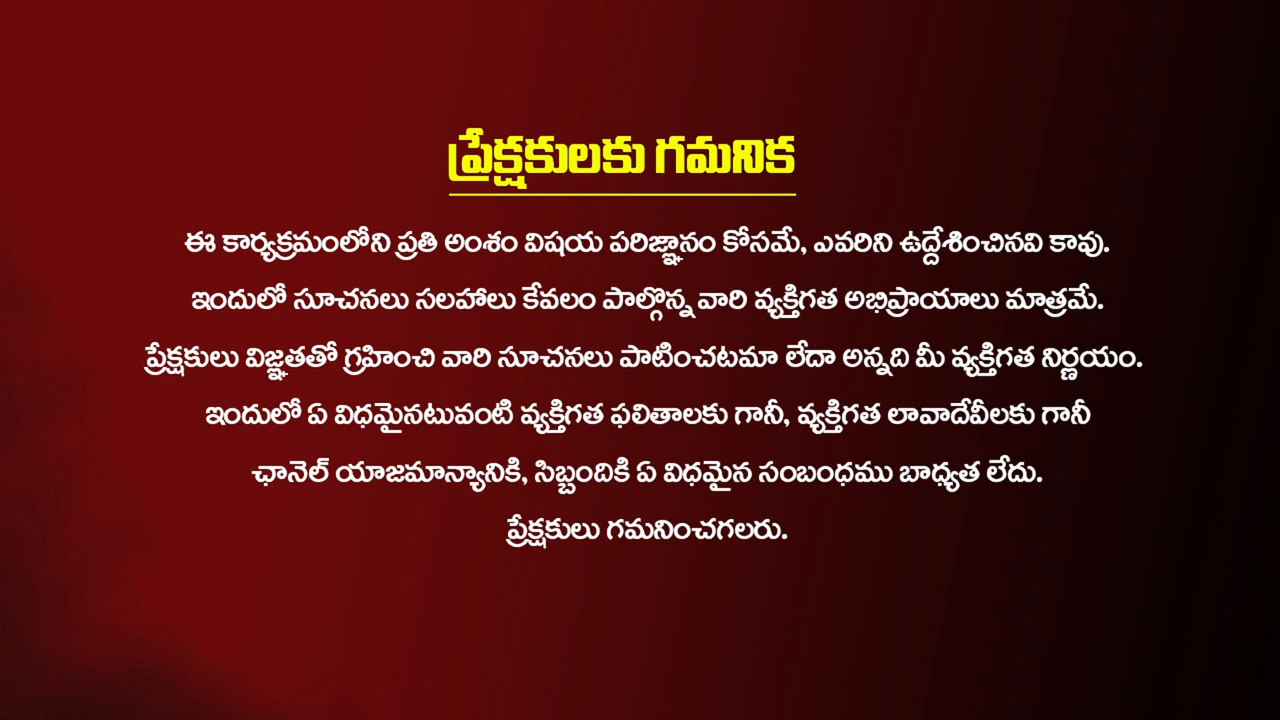 ప్రేక్షకులకు గమనిక
ఈ కార్యక్రమంలోని ప్రతి అంశం విషయ పరిజ్ఞానం కోసమే, ఎవరిని ఉద్దేశించినవి కావు.
ఇందులో సూచనలు సలహాలు కేవలం పాల్గొన్న వారి వ్యక్తిగత అభిప్రాయాలు మాత్రమే.
ప్రేక్షకులు విజ్ఞతతో గ్రహించి వారి సూచనలు పాటించటమా లేదా అన్నది మీ వ్యక్తిగత నిర్ణయం.
ఇందులో ఏ విధమైనటువంటి వ్యక్తిగత ఫలితాలకు గానీ, వ్యక్తిగత లావాదేవీలకు గానీ
ఛానెల్ యాజమాన్యానికి, సిబ్బందికి ఏ విధమైన సంబంధము బాధ్యత లేదు.
ప్రేక్షకులు గమనించగలరు.